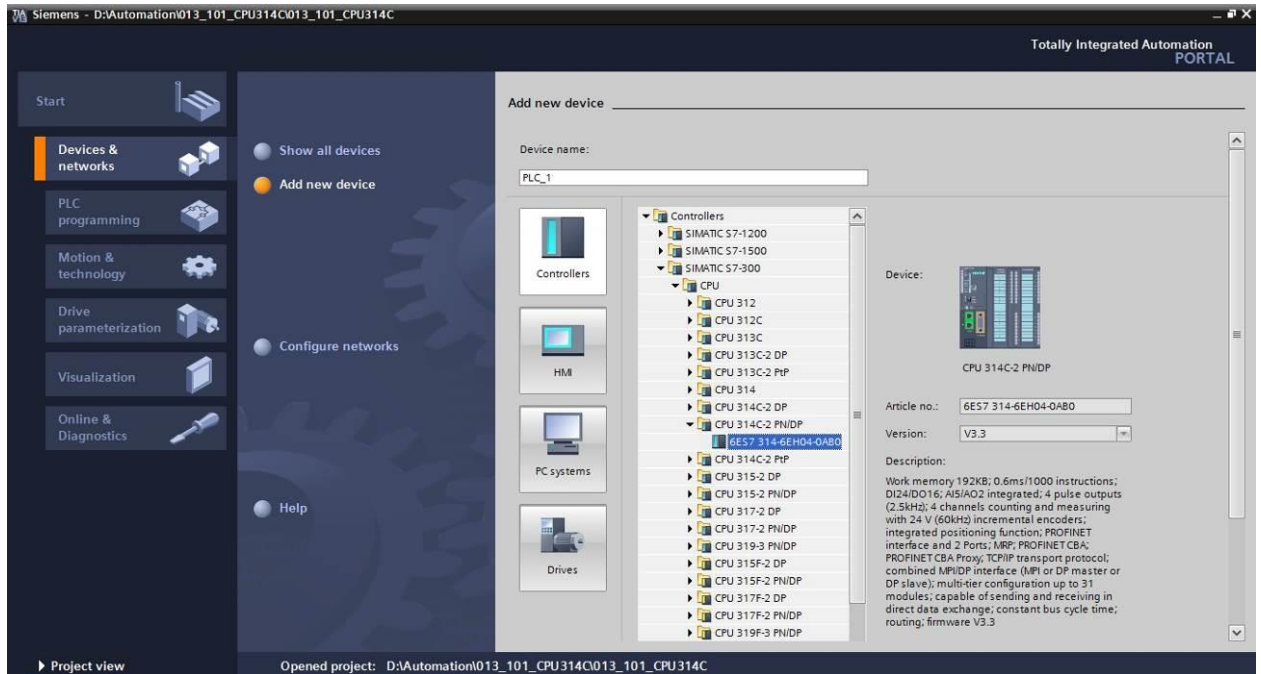 Siemens - D:\Automation\013_101_CPU314C\013_101_CPU314C
Totally Integrated Automation
PORTAL
Start
Devices &
networks
PLC
programming
Motion &
technology
Drive
parameterization
Visualization
Online &
Diagnostics
Show all devices
Add new device
Configure networks
Help
Add new device
Device name:
PLC_1
Controllers
HMI
PC systems
Drives
Controllers
SIMATIC S7-1200
SIMATIC S7-1500
SIMATIC S7-300
CPU
CPU 312
CPU 312C
CPU 313C
CPU 313C-2 DP
CPU 313C-2 PtP
CPU 314
CPU 314C-2 DP
CPU 314C-2 PN/DP
6ES7 314-6EH04-0AB0
CPU 314C-2 PtP
CPU 315-2 DP
CPU 315-2 PN/DP
CPU 317-2 DP
CPU 317-2 PN/DP
CPU 319-3 PN/DP
CPU 315F-2 DP
CPU 315F-2 PN/DP
CPU 317F-2 DP
CPU 317F-2 PN/DP
CPU 319F-3 PN/DP
Device:
CPU 314C-2 PN/DP
Article no.: 6ES7 314-6EH04-0AB0
Version: V3.3
Description:
Work memory 192KB; 0.6ms/1000 instructions;
DI24/DO16; AI5/AO2 integrated; 4 pulse outputs
(2.5kHz); 4 channels counting and measuring
with 24 V (60kHz) incremental encoders;
integrated positioning function; PROFINET
interface and 2 Ports; MRP; PROFINET CBA;
PROFINET CBA Proxy; TCP/IP transport protocol;
combined MPI/DP interface (MPI or DP master or
DP slave); multi-tier configuration up to 31
modules; capable of sending and receiving in
direct data exchange; constant bus cycle time;
routing; firmware V3.3
Project view
Opened project: D:\Automation\013_101_CPU314C\013_101_CPU314C